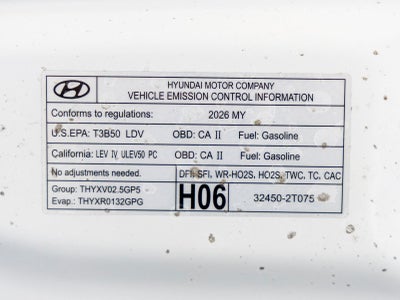 HYUNDAI MOTOR COMPANY
VEHICLE EMISSION CONTROL INFORMATION
Conforms to regulations: 2026 MY
U.S.EPA: T3B50 LDV OBD: CA II Fuel: Gasoline
California: LEV IV, ULEV50 PC OBD: CA II Fuel: Gasoline
No adjustments needed. DFI, SFI, WR-HO2S, HO2S, TWC, TC, CAC
Group: THYXV02.5GP5
Evap: THYXR0132GPG
H06 32450-2T075